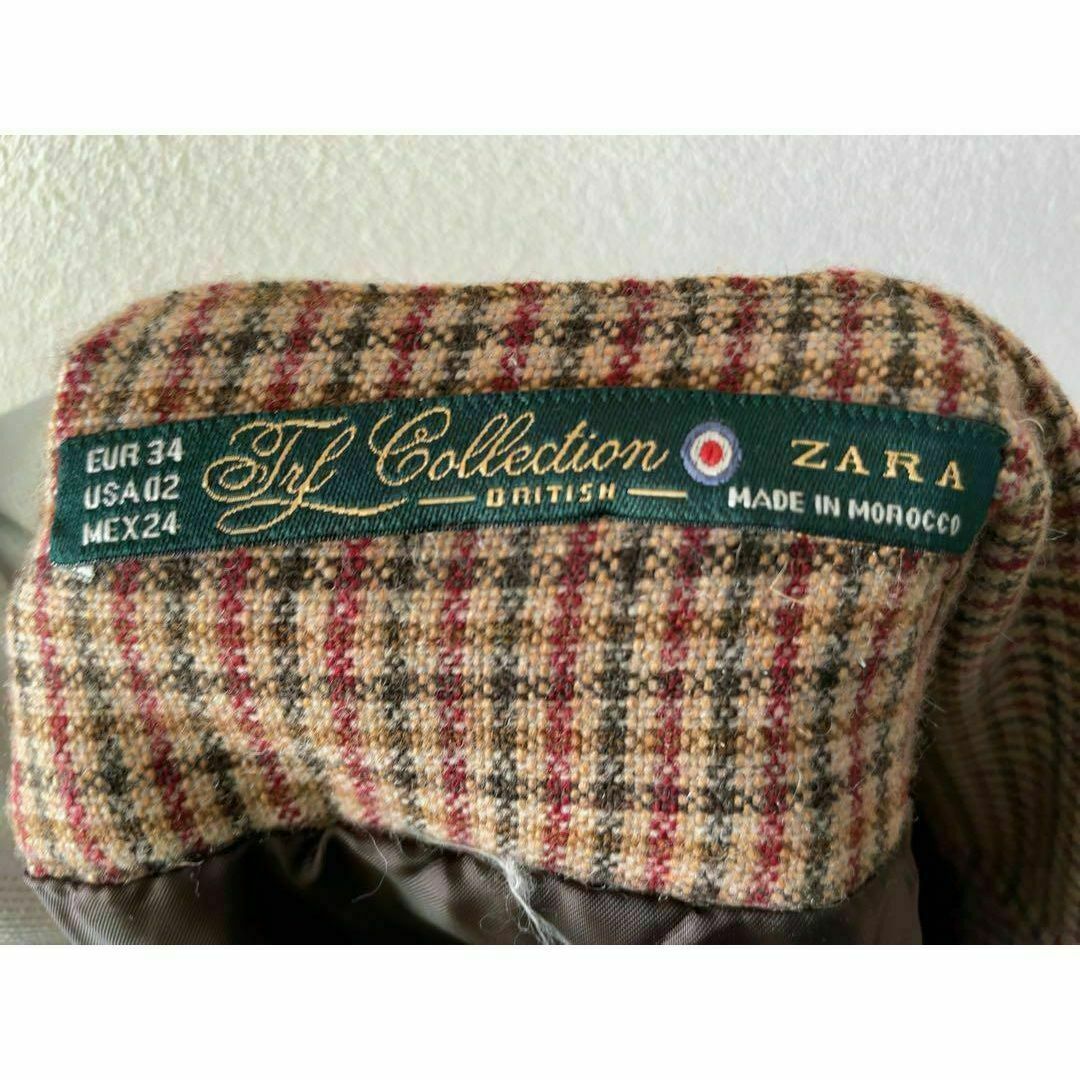 EUR 34
USA 02
MEX 24
Trf Collection
BRITISH
ZARA
MADE IN MOROCCO